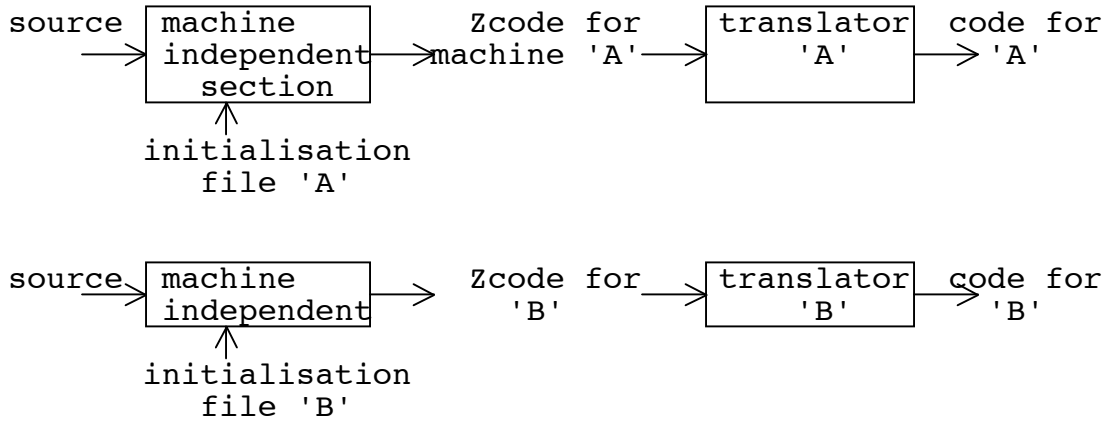 source
machine
independent
section
initialisation
file 'A'
Zcode for
machine 'A'
translator
'A'
code for
'A'
source
machine
independent
initialisation
file 'B'
Zcode for
'B'
translator
'B'
code for
'B'